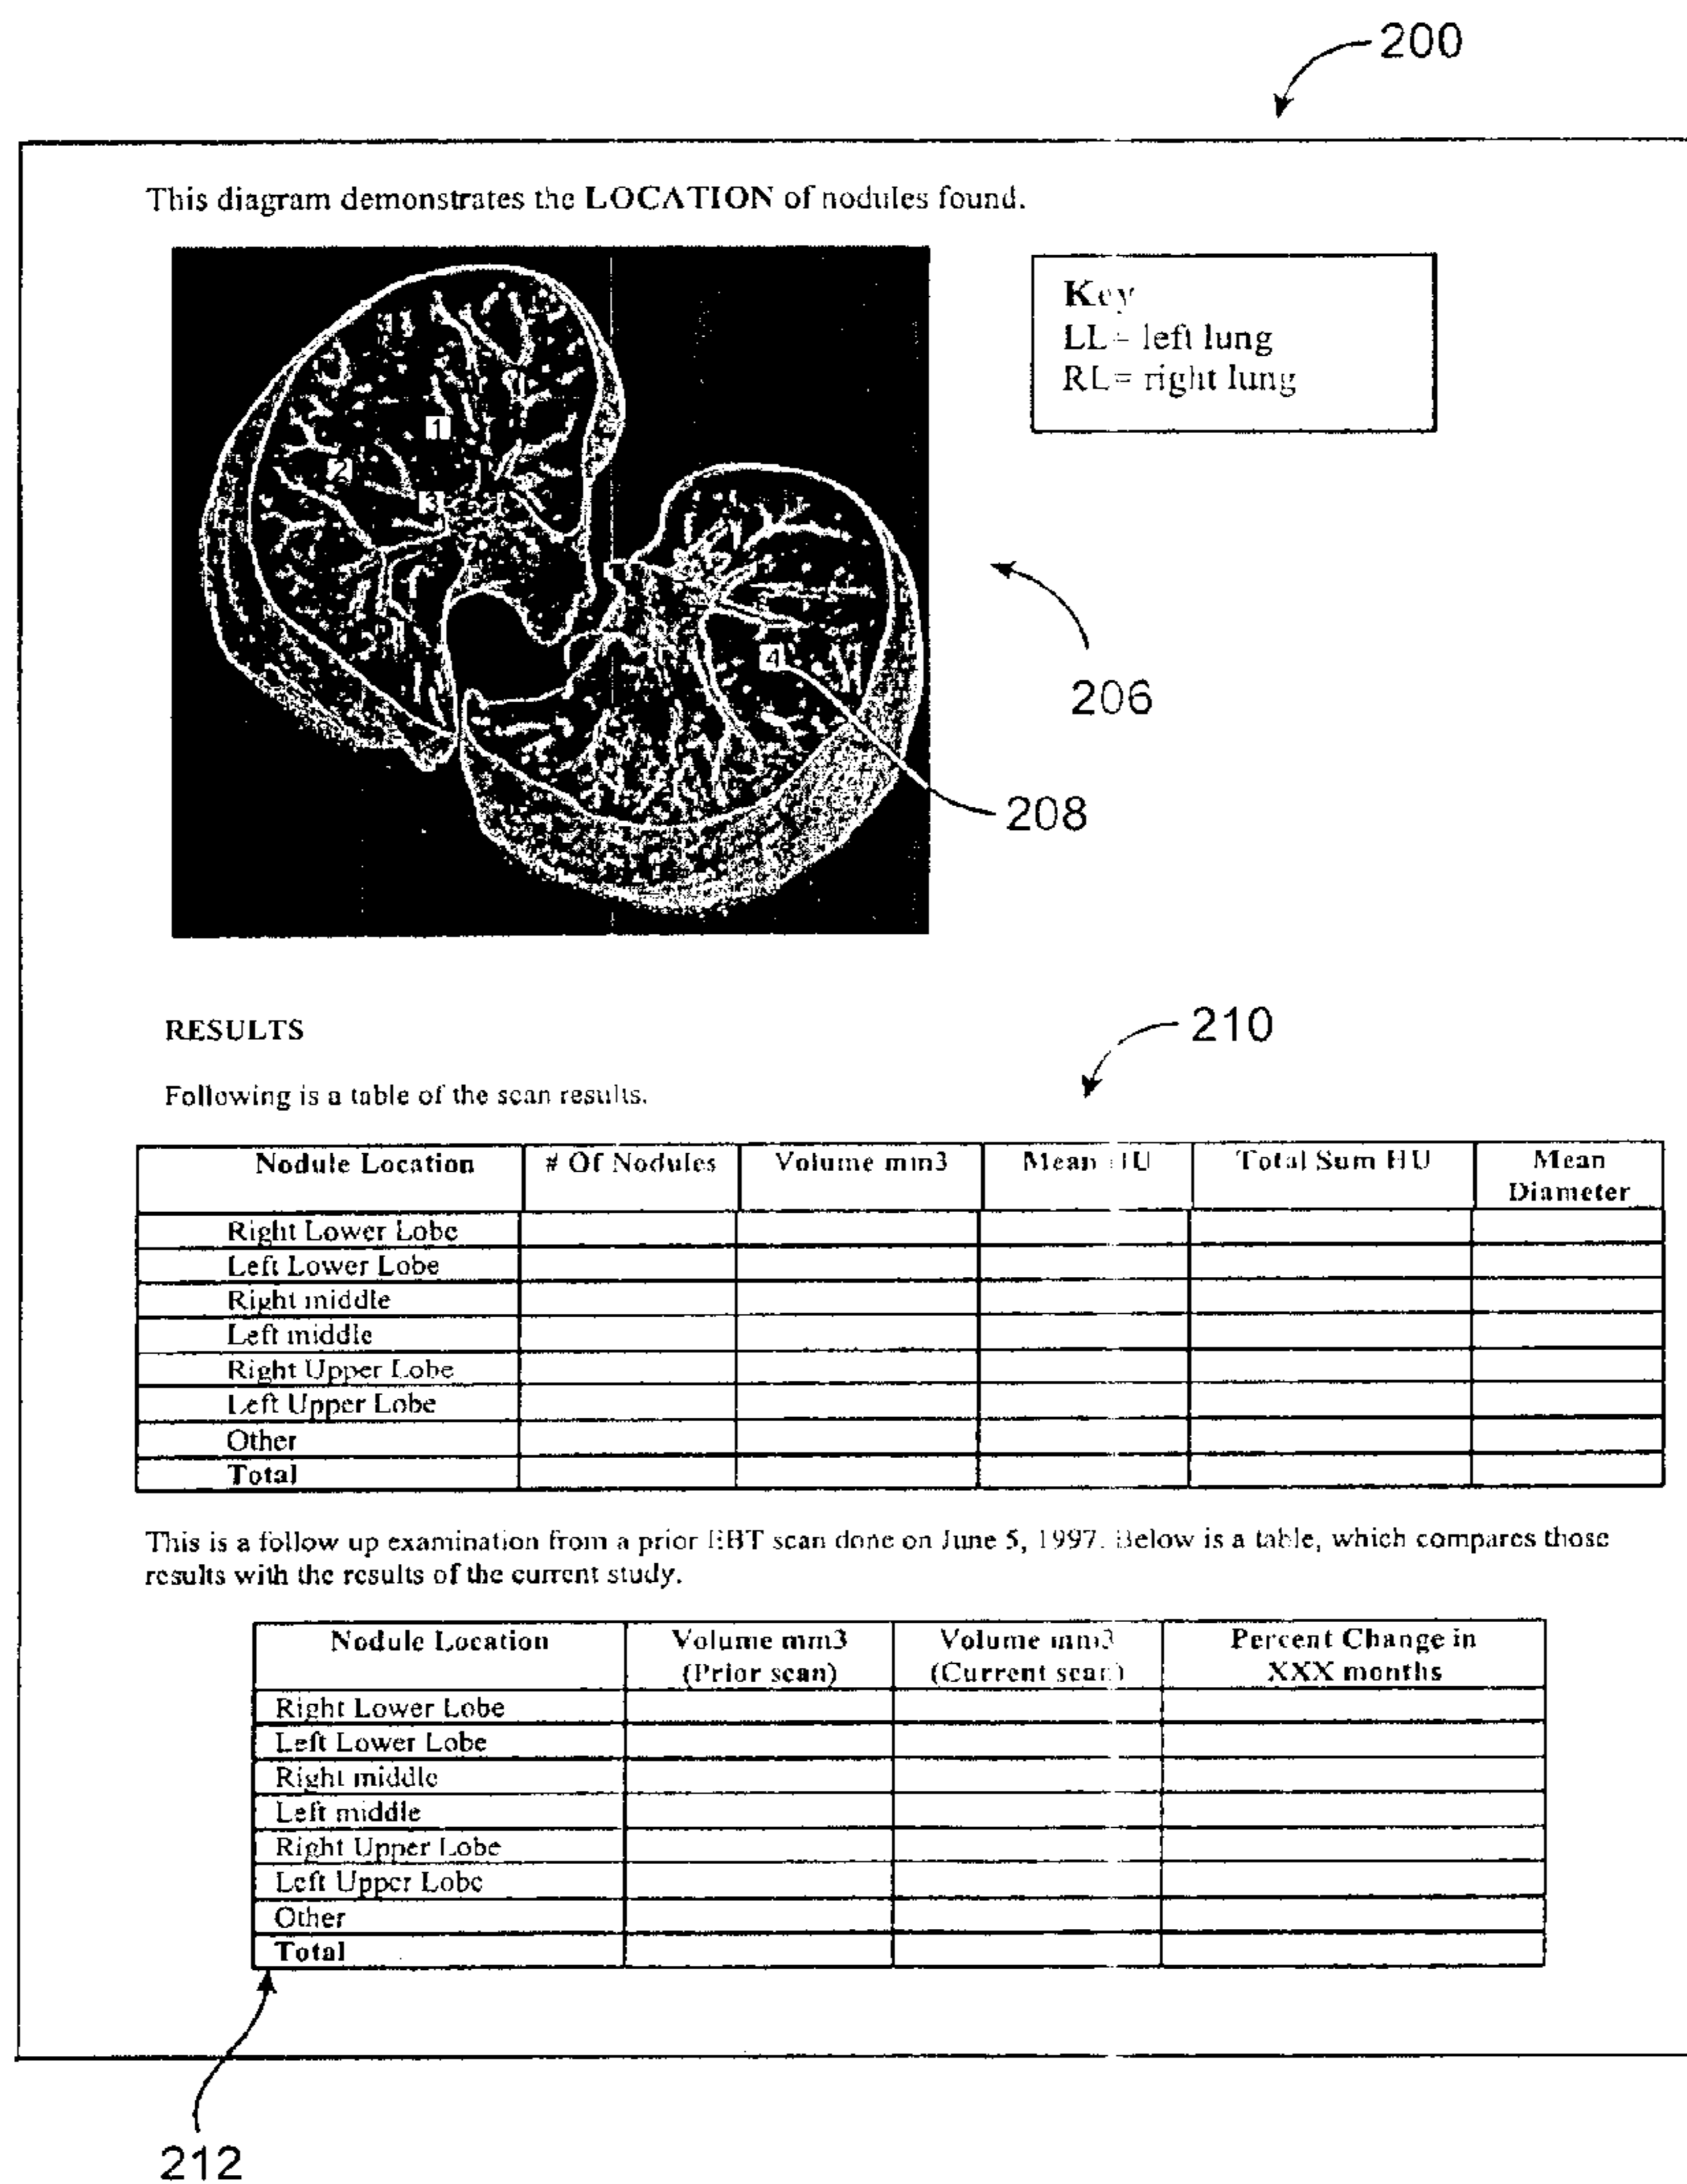 200
This diagram demonstrates the LOCATION of nodules found.
Key
LL= left lung
RL= right lung
1
2
3
4
206
208
RESULTS
210
Following is a table of the scan results.
Nodule Location # Of Nodules Volume mm3 Mean HU Total Sum HU Mean Diameter
Right Lower Lobe
Left Lower Lobe
Right middle
Left middle
Right Upper Lobe
Left Upper Lobe
Other
Total
This is a follow up examination from a prior EBT scan done on June 5, 1997. Below is a table, which compares those
results with the results of the current study.
Nodule Location Volume mm3 (Prior scan) Volume mm3 (Current scan) Percent Change in XXX months
Right Lower Lobe
Left Lower Lobe
Right middle
Left middle
Right Upper Lobe
Left Upper Lobe
Other
Total
212